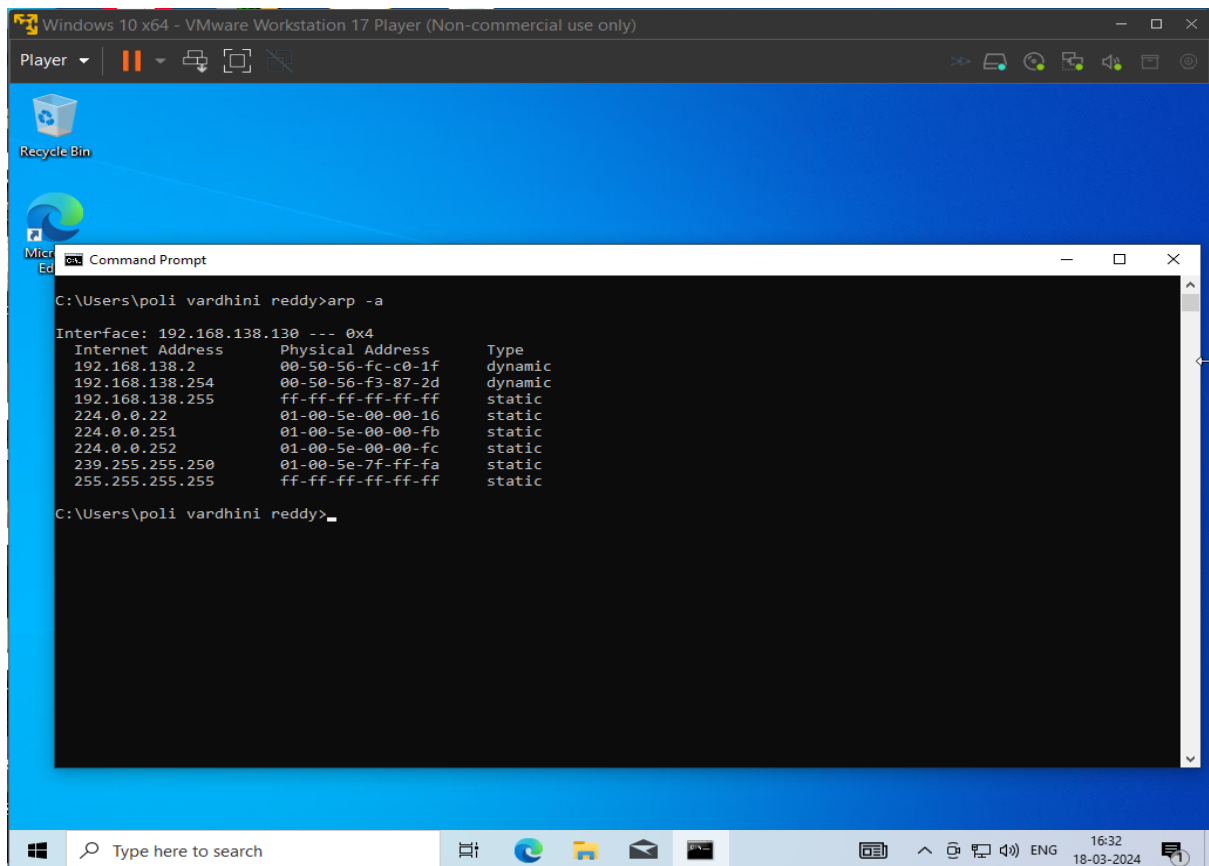 Windows 10 x64 - VMware Workstation 17 Player (Non-commercial use only)
Player
Recycle Bin
Micr
Ed
Command Prompt
C:\Users\poli vardhini reddy>arp -a
Interface: 192.168.138.130 --- 0x4
Internet Address Physical Address Type
192.168.138.2 00-50-56-fc-c0-1f dynamic
192.168.138.254 00-50-56-f3-87-2d dynamic
192.168.138.255 ff-ff-ff-ff-ff-ff static
224.0.0.22 01-00-5e-00-00-16 static
224.0.0.251 01-00-5e-00-00-fb static
224.0.0.252 01-00-5e-00-00-fc static
239.255.255.250 01-00-5e-7f-ff-fa static
255.255.255.255 ff-ff-ff-ff-ff-ff static
C:\Users\poli vardhini reddy>
Type here to search
ENG
16:32
18-03-2024
1